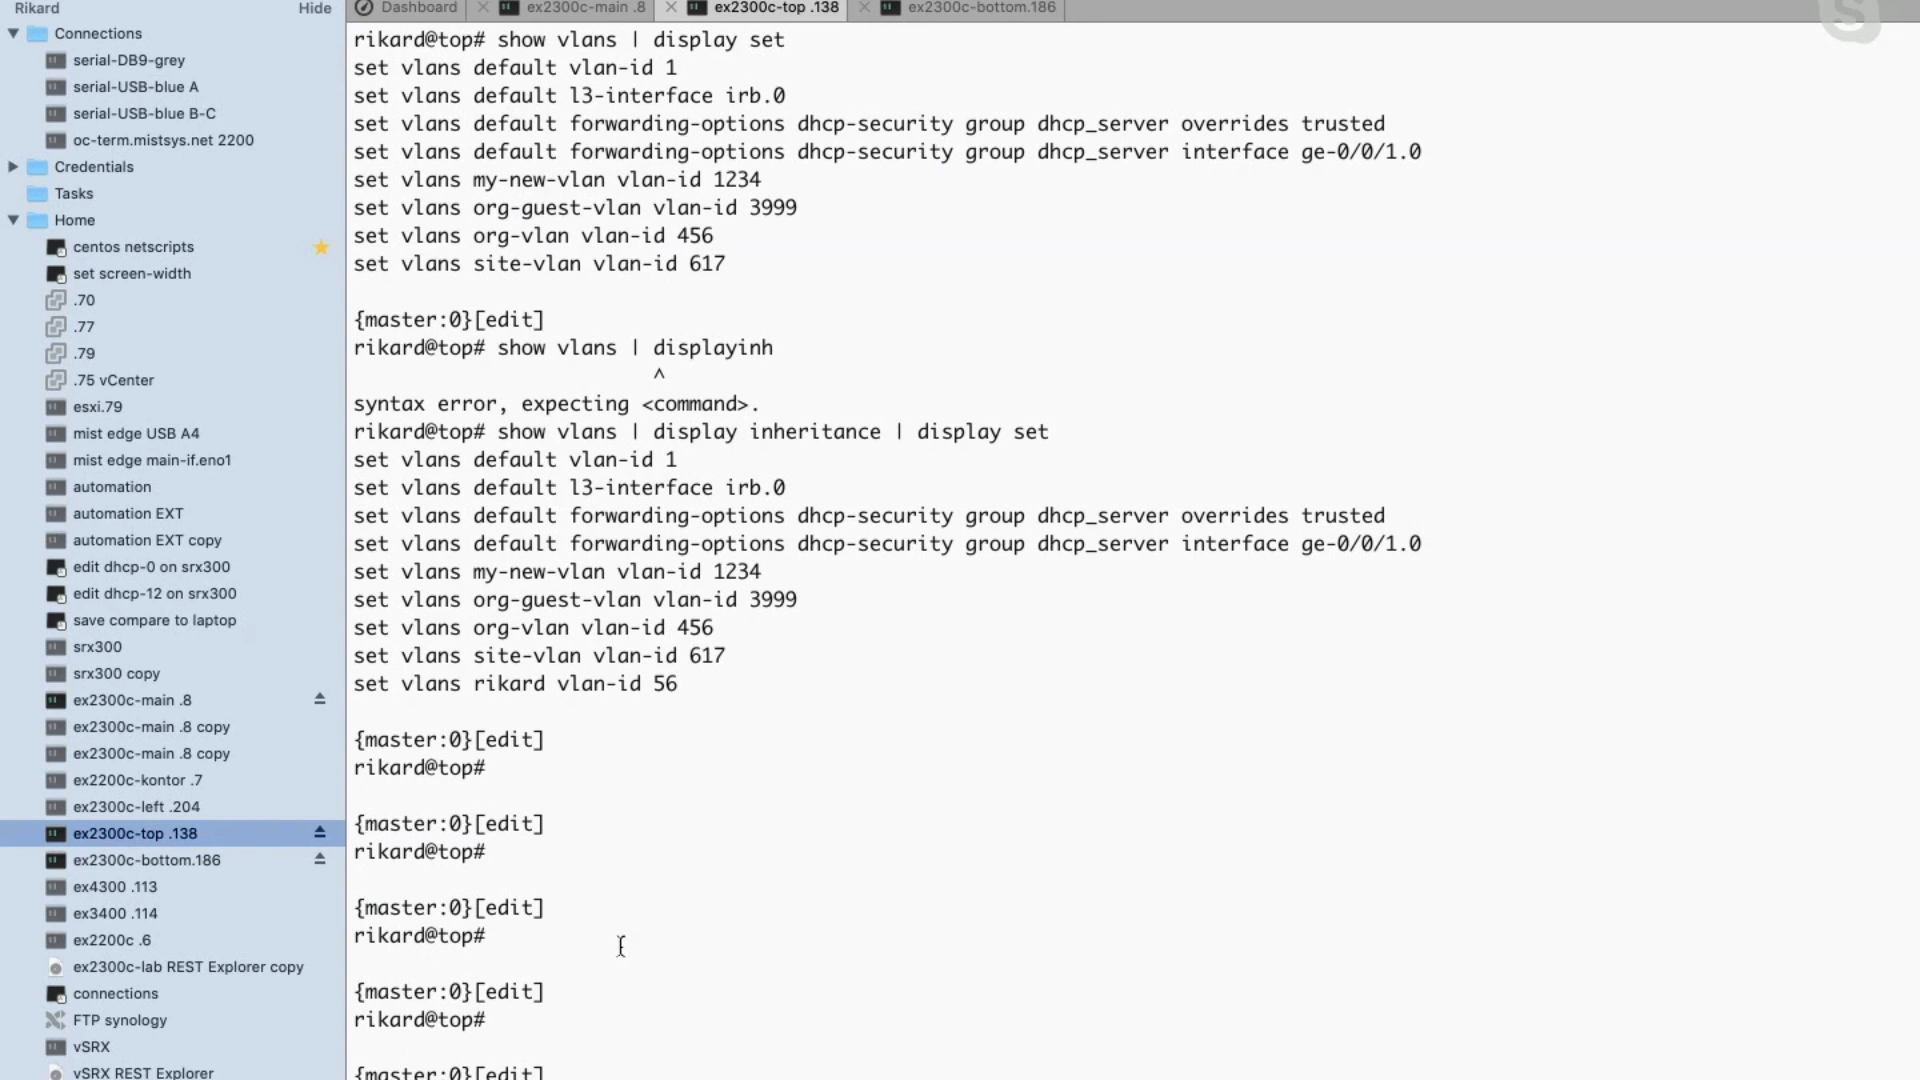 Rikard
Hide
Connections
serial-DB9-grey
serial-USB-blue A
serial-USB-blue B-C
oc-term.mistsys.net 2200
Credentials
Tasks
Home
centos netscripts
set screen-width
.70
.77
.79
.75 vCenter
esxi.79
mist edge USB A4
mist edge main-if.eno1
automation
automation EXT
automation EXT copy
edit dhcp-0 on srx300
edit dhcp-12 on srx300
save compare to laptop
srx300
srx300 copy
ex2300c-main .8
ex2300c-main .8 copy
ex2300c-main .8 copy
ex2200c-kontor .7
ex2300c-left .204
ex2300c-top .138
ex2300c-bottom.186
ex4300 .113
ex3400 .114
ex2200c .6
ex2300c-lab REST Explorer copy
connections
FTP synology
vSRX
vSRX REST Explorer
Dashboard
ex2300c-main .8
ex2300c-top .138
ex2300c-bottom.186
rikard@top# show vlans | display set
set vlans default vlan-id 1
set vlans default l3-interface irb.0
set vlans default forwarding-options dhcp-security group dhcp_server overrides trusted
set vlans default forwarding-options dhcp-security group dhcp_server interface ge-0/0/1.0
set vlans my-new-vlan vlan-id 1234
set vlans org-guest-vlan vlan-id 3999
set vlans org-vlan vlan-id 456
set vlans site-vlan vlan-id 617
{master:0}[edit]
rikard@top# show vlans | displayinh
^
syntax error, expecting <command>.
rikard@top# show vlans | display inheritance | display set
set vlans default vlan-id 1
set vlans default l3-interface irb.0
set vlans default forwarding-options dhcp-security group dhcp_server overrides trusted
set vlans default forwarding-options dhcp-security group dhcp_server interface ge-0/0/1.0
set vlans my-new-vlan vlan-id 1234
set vlans org-guest-vlan vlan-id 3999
set vlans org-vlan vlan-id 456
set vlans site-vlan vlan-id 617
set vlans rikard vlan-id 56
{master:0}[edit]
rikard@top#
{master:0}[edit]
rikard@top#
{master:0}[edit]
rikard@top#
{master:0}[edit]
rikard@top#
{master:0}[edit]